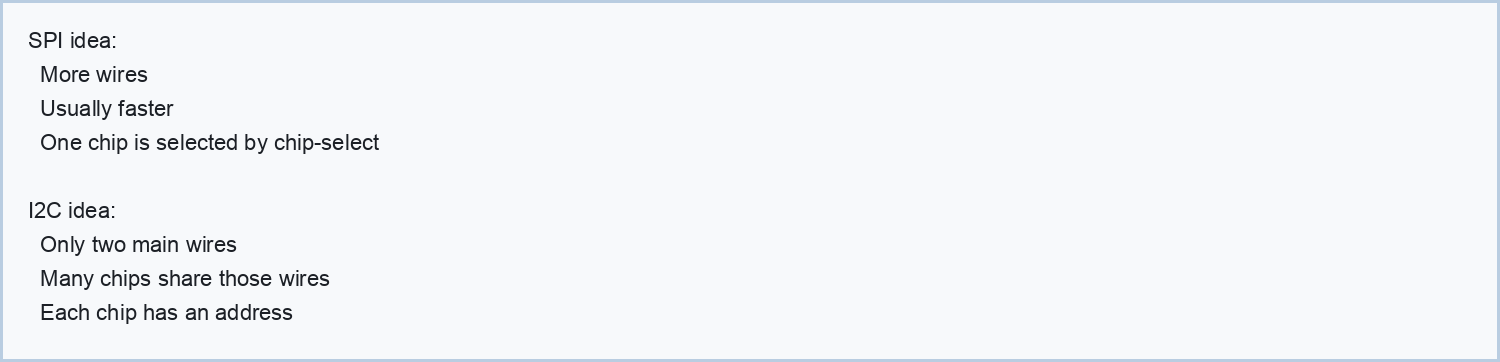 SPI idea:
More wires
Usually faster
One chip is selected by chip-select
I2C idea:
Only two main wires
Many chips share those wires
Each chip has an address